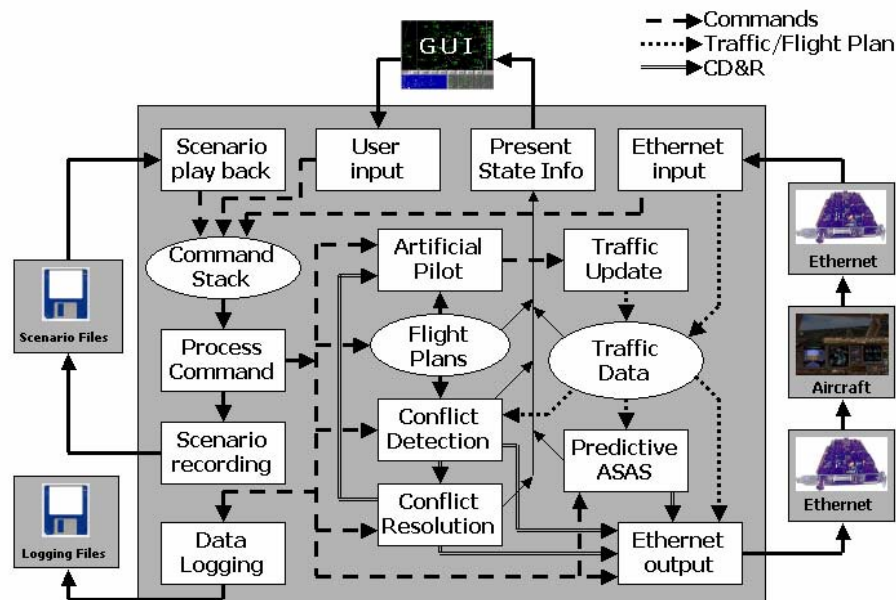 GUI
Commands
Traffic/Flight Plan
CD&R
Scenario
play back
User
input
Present
State Info
Ethernet
input
Command
Stack
Artificial
Pilot
Traffic
Update
Ethernet
Scenario Files
Process
Command
Flight
Plans
Traffic
Data
Aircraft
Scenario
recording
Conflict
Detection
Predictive
ASAS
Ethernet
Logging Files
Data
Logging
Conflict
Resolution
Ethernet
output